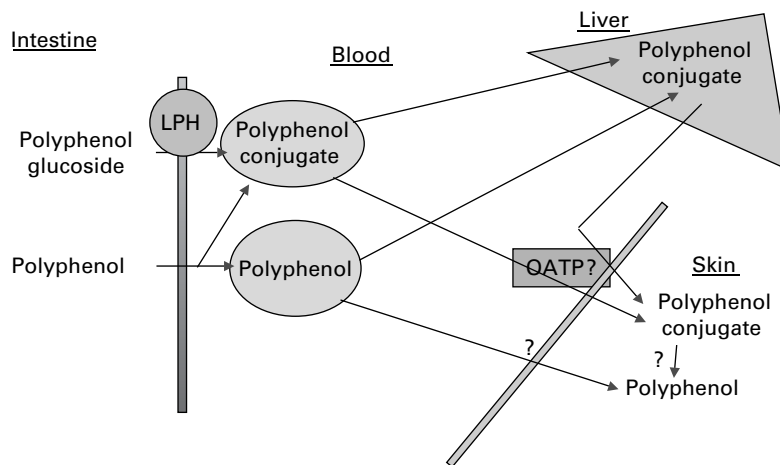 Intestine
Blood
Liver
LPH
Polyphenol
glucoside
Polyphenol
conjugate
Polyphenol
conjugate
Polyphenol
Polyphenol
OATP?
Skin
Polyphenol
conjugate
?
?
Polyphenol